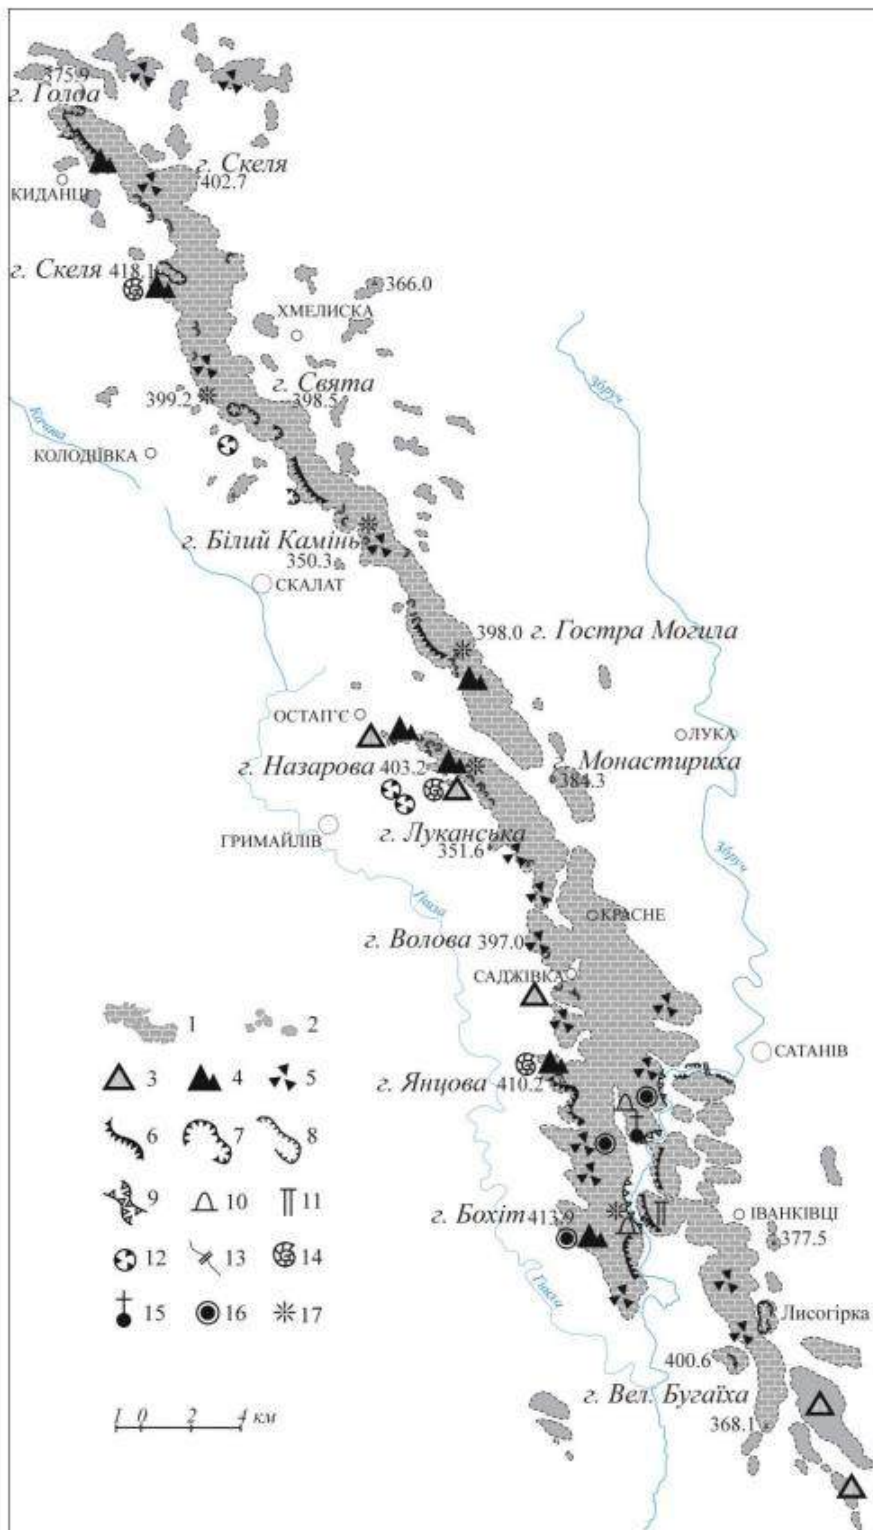 375.9
г. Голда
г. Скеля
402.7
КИДАНЦІ
г. Скеля 418.1
366.0
ХМЕЛИСКА
Збруч
г. Свята
399.2
398.5
КОЛОДІЇВКА
г. Білий Камінь
350.3
СКАЛАТ
398.0 г. Гостра Могила
ОСТАП'Є
ЛУКА
г. Монастириха
г. Назарова 403.2
384.3
г. Луканська
ГРИМАЙЛІВ
351.6
Збруч
Гнила
КРАСНЕ
г. Волова 397.0
САДЖІВКА
1
2
САТАНІВ
3
4
5
г. Янцова 410.2
6
7
8
9
10
11
г. Бохіт 413.9
ІВАНКІВЦІ
377.5
12
13
14
Гнила
15
16
17
Лисогірка
400.6
г. Вел. Бугаїха
368.1
1 0 2 4 км